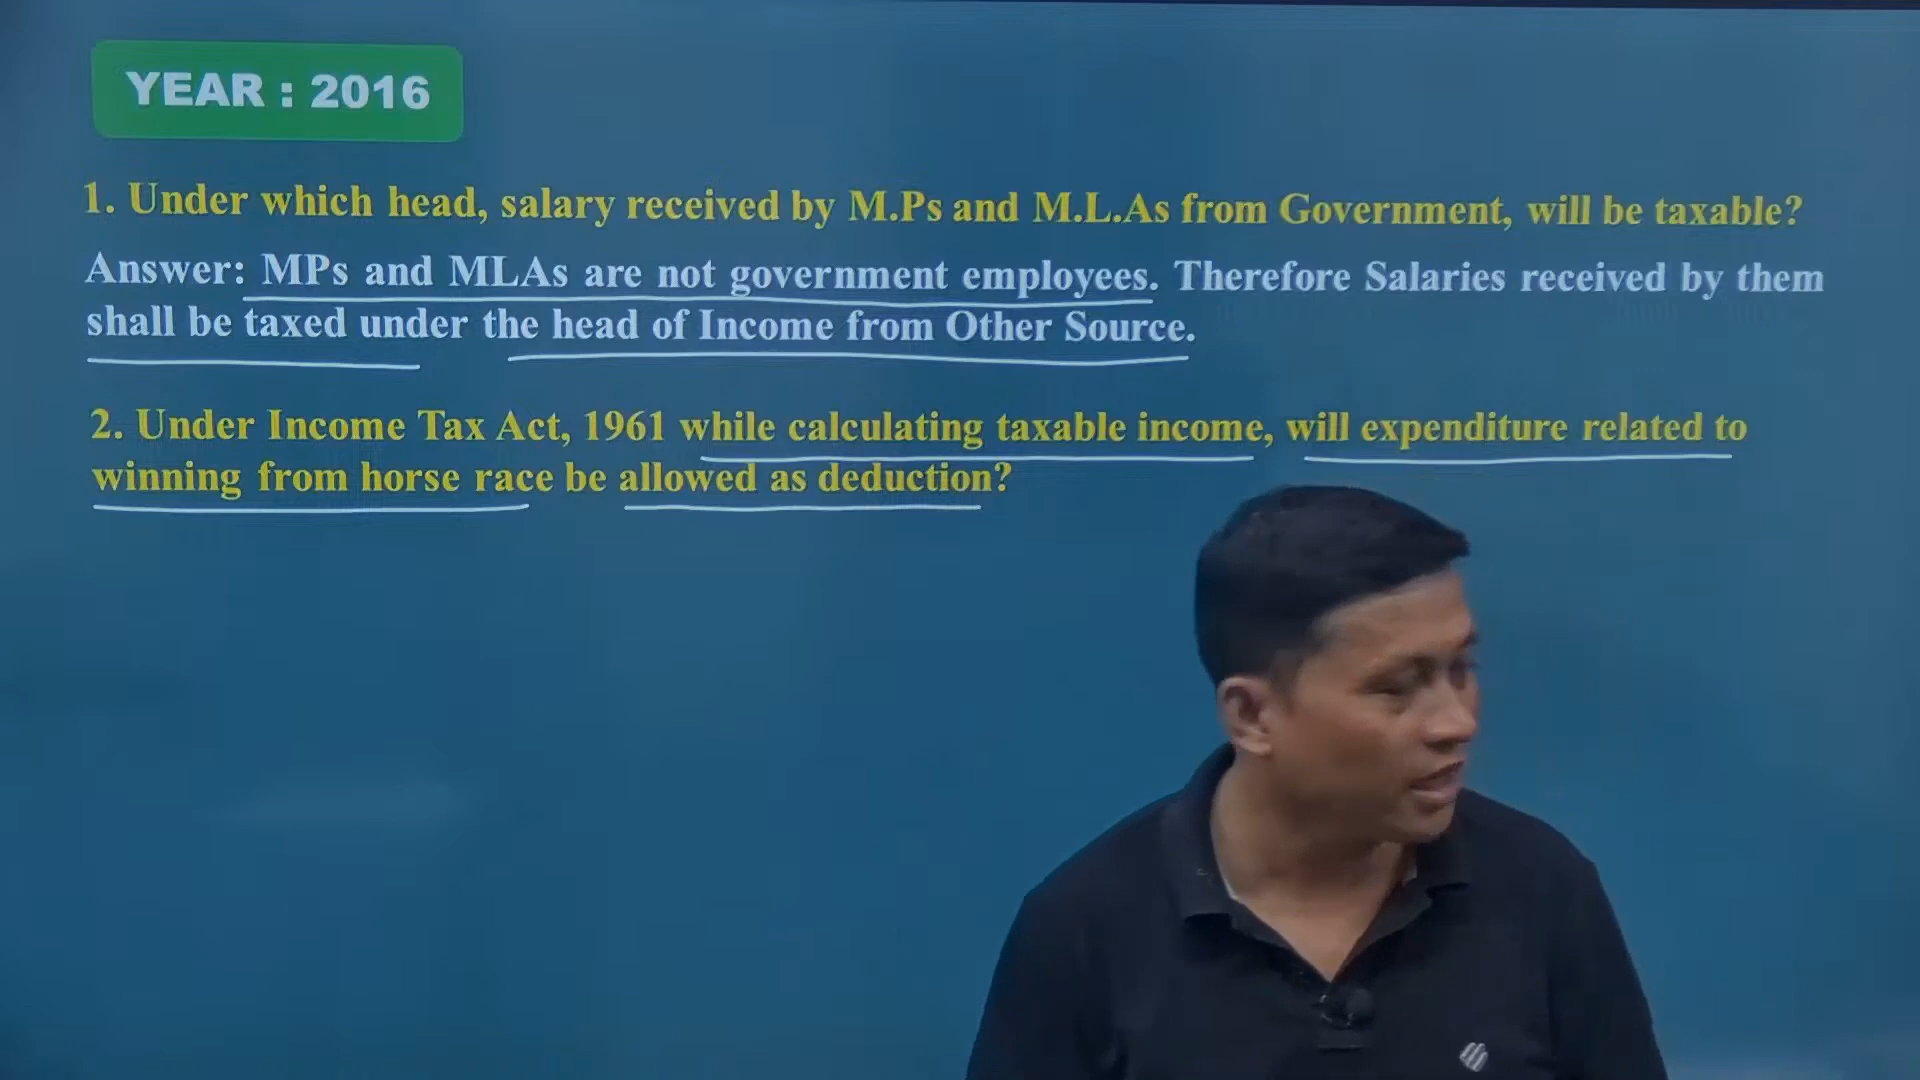 YEAR : 2016
1. Under which head, salary received by M.Ps and M.L.As from Government, will be taxable?
Answer: MPs and MLAs are not government employees. Therefore Salaries received by them
shall be taxed under the head of Income from Other Source.
2. Under Income Tax Act, 1961 while calculating taxable income, will expenditure related to
winning from horse race be allowed as deduction?